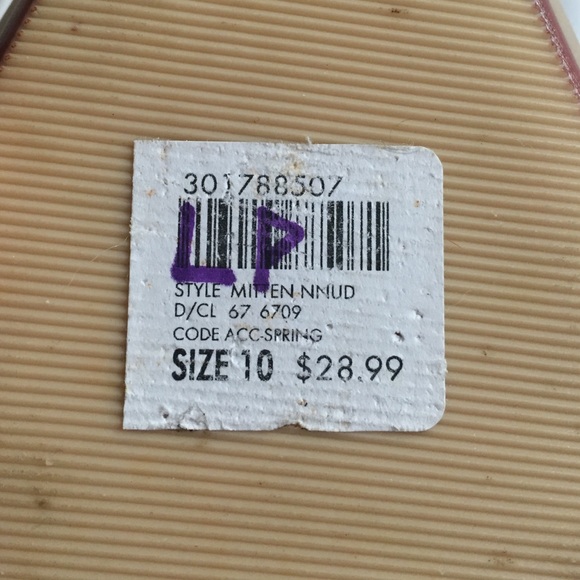 301788507
LP
STYLE MITTEN NNUD
D/CL 67 6709
CODE ACC-SPRING
SIZE 10 $28.99